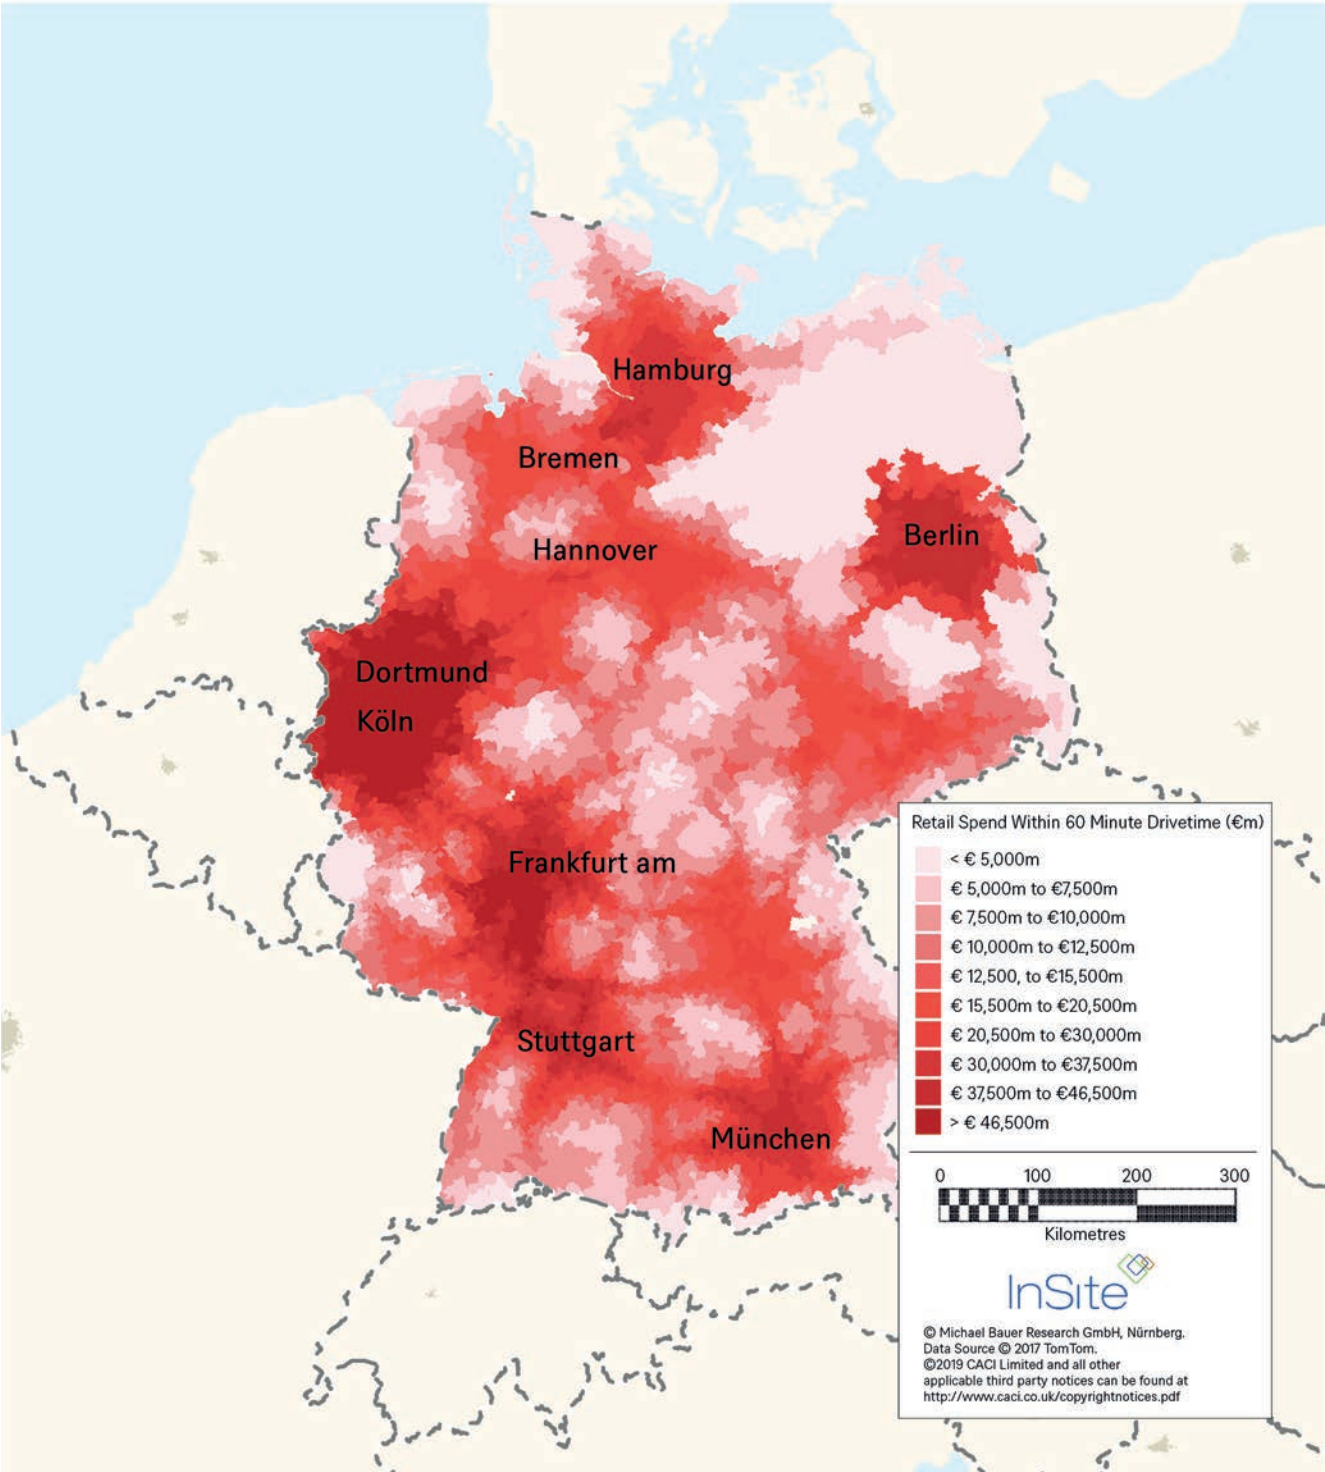 Hamburg
Bremen
Berlin
Hannover
Dortmund
Köln
Frankfurt am
Stuttgart
München
Retail Spend Within 60 Minute Drivetime (€m)
< € 5,000m
€ 5,000m to €7,500m
€ 7,500m to €10,000m
€ 10,000m to €12,500m
€ 12,500, to €15,500m
€ 15,500m to €20,500m
€ 20,500m to €30,000m
€ 30,000m to €37,500m
€ 37,500m to €46,500m
> € 46,500m
0 100 200 300
Kilometres
InSite
© Michael Bauer Research GmbH, Nürnberg.
Data Source © 2017 TomTom.
©2019 CACI Limited and all other
applicable third party notices can be found at
http://www.caci.co.uk/copyrightnotices.pdf